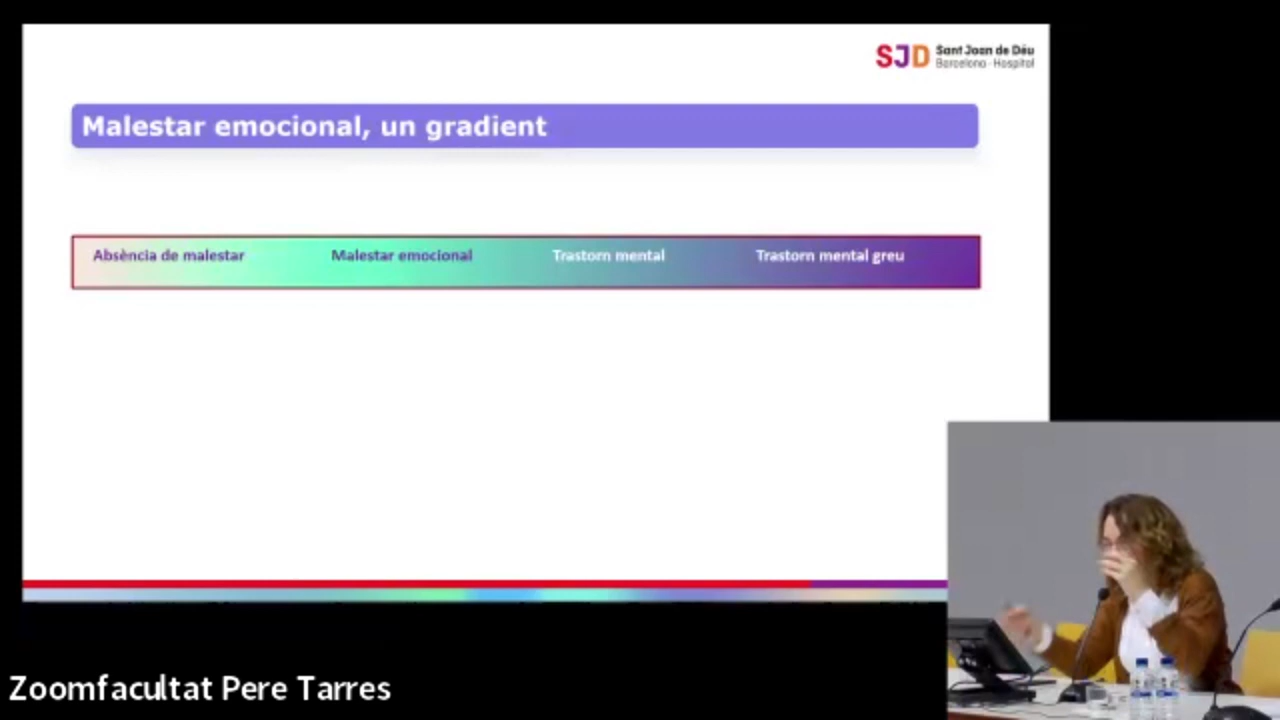 SJD Sant Joan de Déu
Barcelona · Hospital
Malestar emocional, un gradient
Absència de malestar Malestar emocional Trastorn mental Trastorn mental greu
Zoomfacultat Pere Tarres